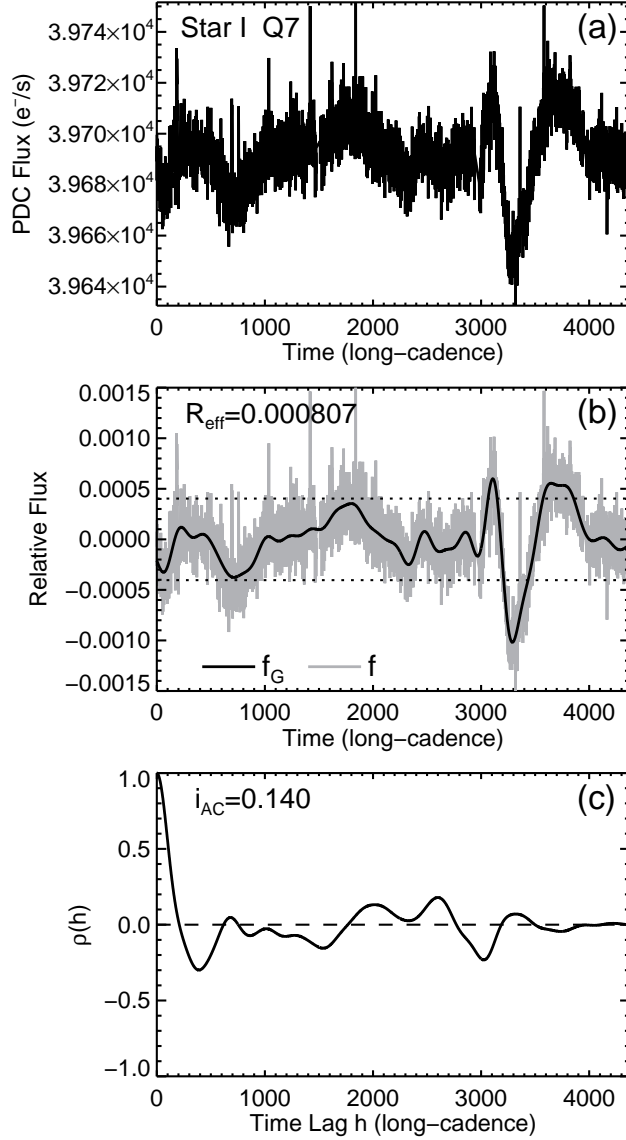 Star I Q7
(a)
3.974×10⁴
3.972×10⁴
3.970×10⁴
3.968×10⁴
3.966×10⁴
3.964×10⁴
PDC Flux (e⁻/s)
0 1000 2000 3000 4000
Time (long−cadence)
R_eff=0.000807
(b)
0.0015
0.0010
0.0005
0.0000
−0.0005
−0.0010
−0.0015
Relative Flux
f_G f
0 1000 2000 3000 4000
Time (long−cadence)
i_AC=0.140
(c)
1.0
0.5
0.0
−0.5
−1.0
ρ(h)
0 1000 2000 3000 4000
Time Lag h (long−cadence)